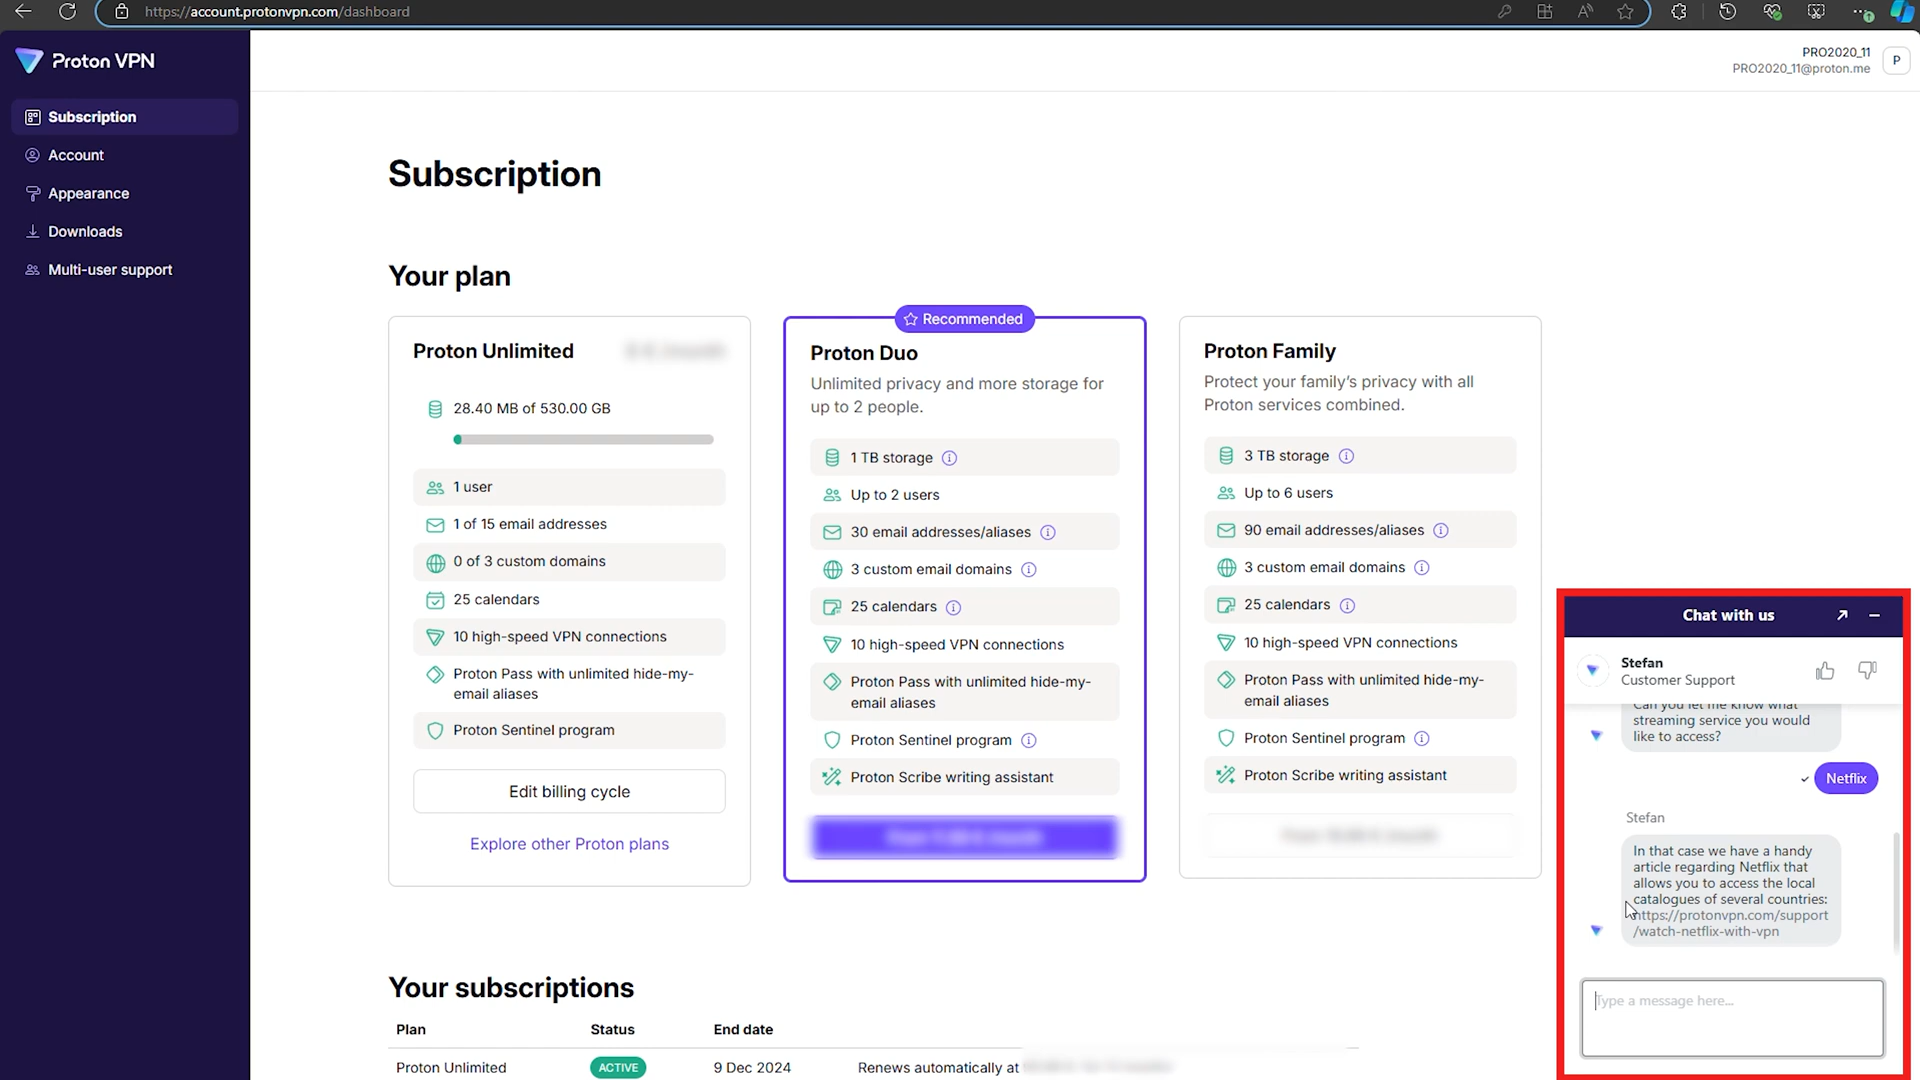 https://account.protonvpn.com/dashboard
Proton VPN
PRO2020_11
PRO2020_11@proton.me
P
Subscription
Account
Appearance
Downloads
Multi-user support
Subscription
Your plan
Proton Unlimited
28.40 MB of 530.00 GB
1 user
1 of 15 email addresses
0 of 3 custom domains
25 calendars
10 high-speed VPN connections
Proton Pass with unlimited hide-my-
email aliases
Proton Sentinel program
Edit billing cycle
Explore other Proton plans
Recommended
Proton Duo
Unlimited privacy and more storage for
up to 2 people.
1 TB storage
Up to 2 users
30 email addresses/aliases
3 custom email domains
25 calendars
10 high-speed VPN connections
Proton Pass with unlimited hide-my-
email aliases
Proton Sentinel program
Proton Scribe writing assistant
Proton Family
Protect your family's privacy with all
Proton services combined.
3 TB storage
Up to 6 users
90 email addresses/aliases
3 custom email domains
25 calendars
10 high-speed VPN connections
Proton Pass with unlimited hide-my-
email aliases
Proton Sentinel program
Proton Scribe writing assistant
Your subscriptions
Plan Status End date
Proton Unlimited ACTIVE 9 Dec 2024 Renews automatically at
Chat with us
Stefan
Customer Support
Can you let me know what
streaming service you would
like to access?
Netflix
Stefan
In that case we have a handy
article regarding Netflix that
allows you to access the local
catalogues of several countries:
https://protonvpn.com/support
/watch-netflix-with-vpn
Type a message here...